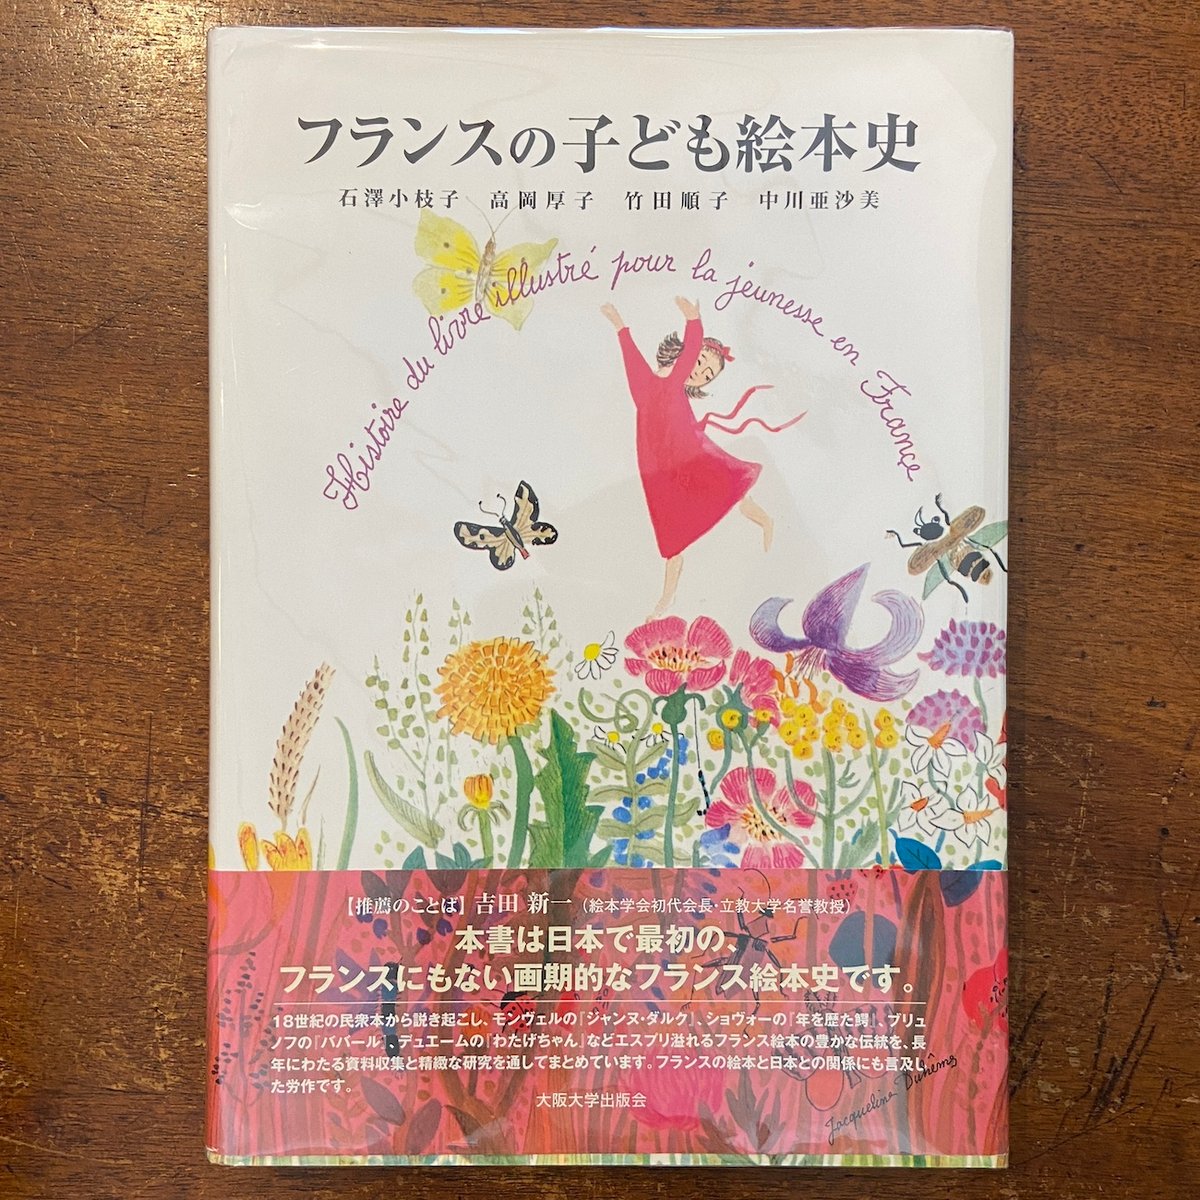 フランスの子ども絵本史
石澤小枝子 高岡厚子 竹田順子 中川亜沙美
Histoire du livre illustré pour la jeunesse en France
【推薦のことば】吉田 新一（絵本学会初代会長・立教大学名誉教授）
本書は日本で最初の、
フランスにもない画期的なフランス絵本史です。
18世紀の民衆本から説き起こし、モンヴェルの『ジャンヌ・ダルク』、ショヴォーの『年を歴た鰐』、ブリュ
ノフの『ババール』、デュエームの『わたげちゃん』などエスプリ溢れるフランス絵本の豊かな伝統を、長
年にわたる資料収集と精緻な研究を通してまとめています。フランスの絵本と日本との関係にも言及し
た労作です。
大阪大学出版会
Jacqueline Duhême